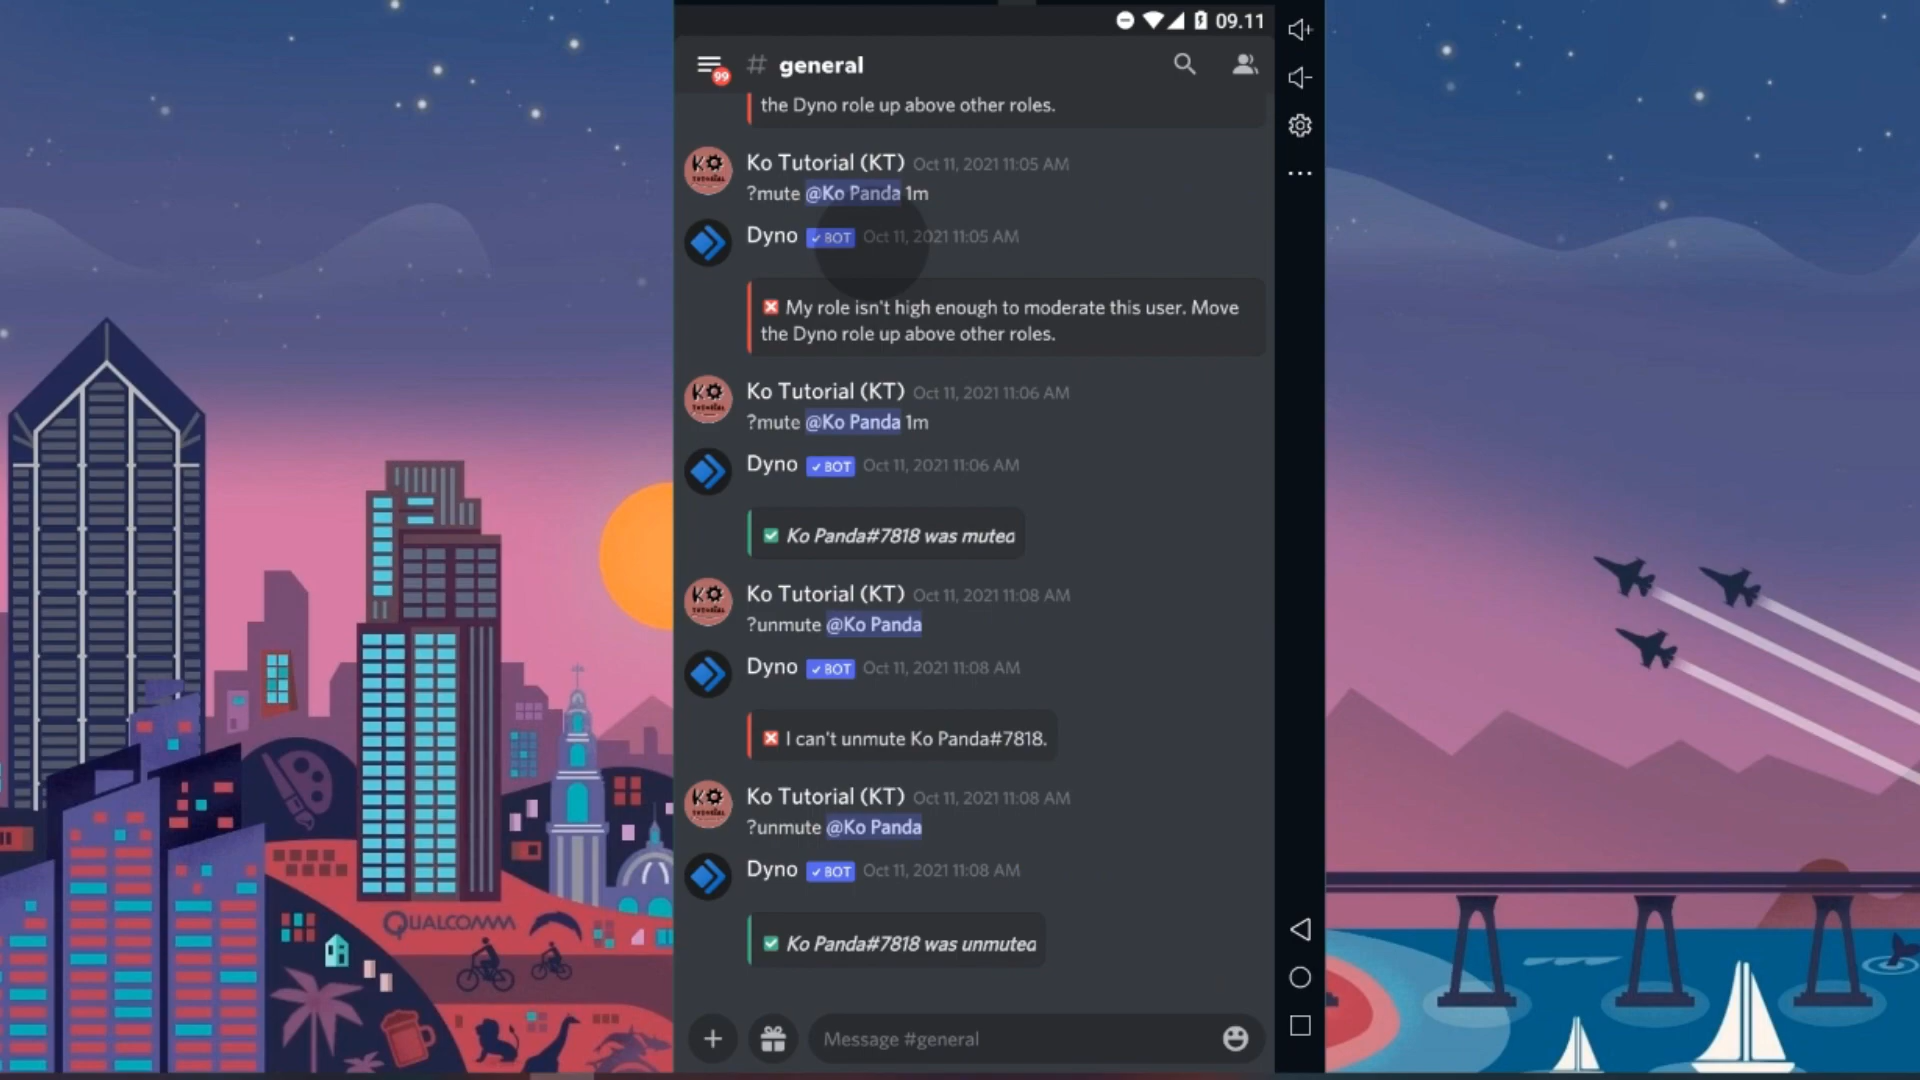 09.11
99
# general
the Dyno role up above other roles.
Ko Tutorial (KT) Oct 11, 2021 11:05 AM
?mute @Ko Panda 1m
Dyno BOT Oct 11, 2021 11:05 AM
My role isn't high enough to moderate this user. Move
the Dyno role up above other roles.
Ko Tutorial (KT) Oct 11, 2021 11:06 AM
?mute @Ko Panda 1m
Dyno BOT Oct 11, 2021 11:06 AM
Ko Panda#7818 was muted
Ko Tutorial (KT) Oct 11, 2021 11:08 AM
?unmute @Ko Panda
Dyno BOT Oct 11, 2021 11:08 AM
I can't unmute Ko Panda#7818.
Ko Tutorial (KT) Oct 11, 2021 11:08 AM
?unmute @Ko Panda
Dyno BOT Oct 11, 2021 11:08 AM
Ko Panda#7818 was unmuted
Message #general
QUALCOMM